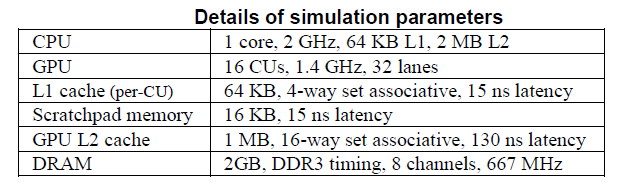 Details of simulation parameters
CPU 1 core, 2 GHz, 64 KB L1, 2 MB L2
GPU 16 CUs, 1.4 GHz, 32 lanes
L1 cache (per-CU) 64 KB, 4-way set associative, 15 ns latency
Scratchpad memory 16 KB, 15 ns latency
GPU L2 cache 1 MB, 16-way set associative, 130 ns latency
DRAM 2GB, DDR3 timing, 8 channels, 667 MHz